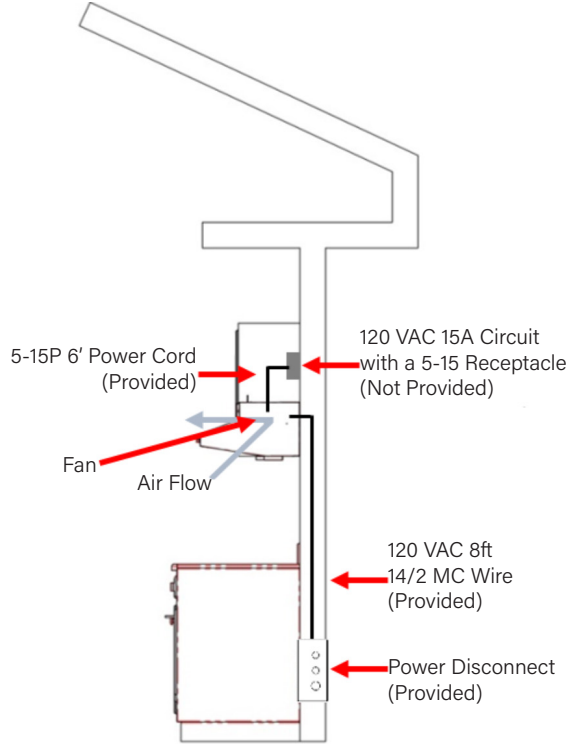 5-15P 6' Power Cord
(Provided)
120 VAC 15A Circuit
with a 5-15 Receptacle
(Not Provided)
Fan
Air Flow
120 VAC 8ft
14/2 MC Wire
(Provided)
Power Disconnect
(Provided)